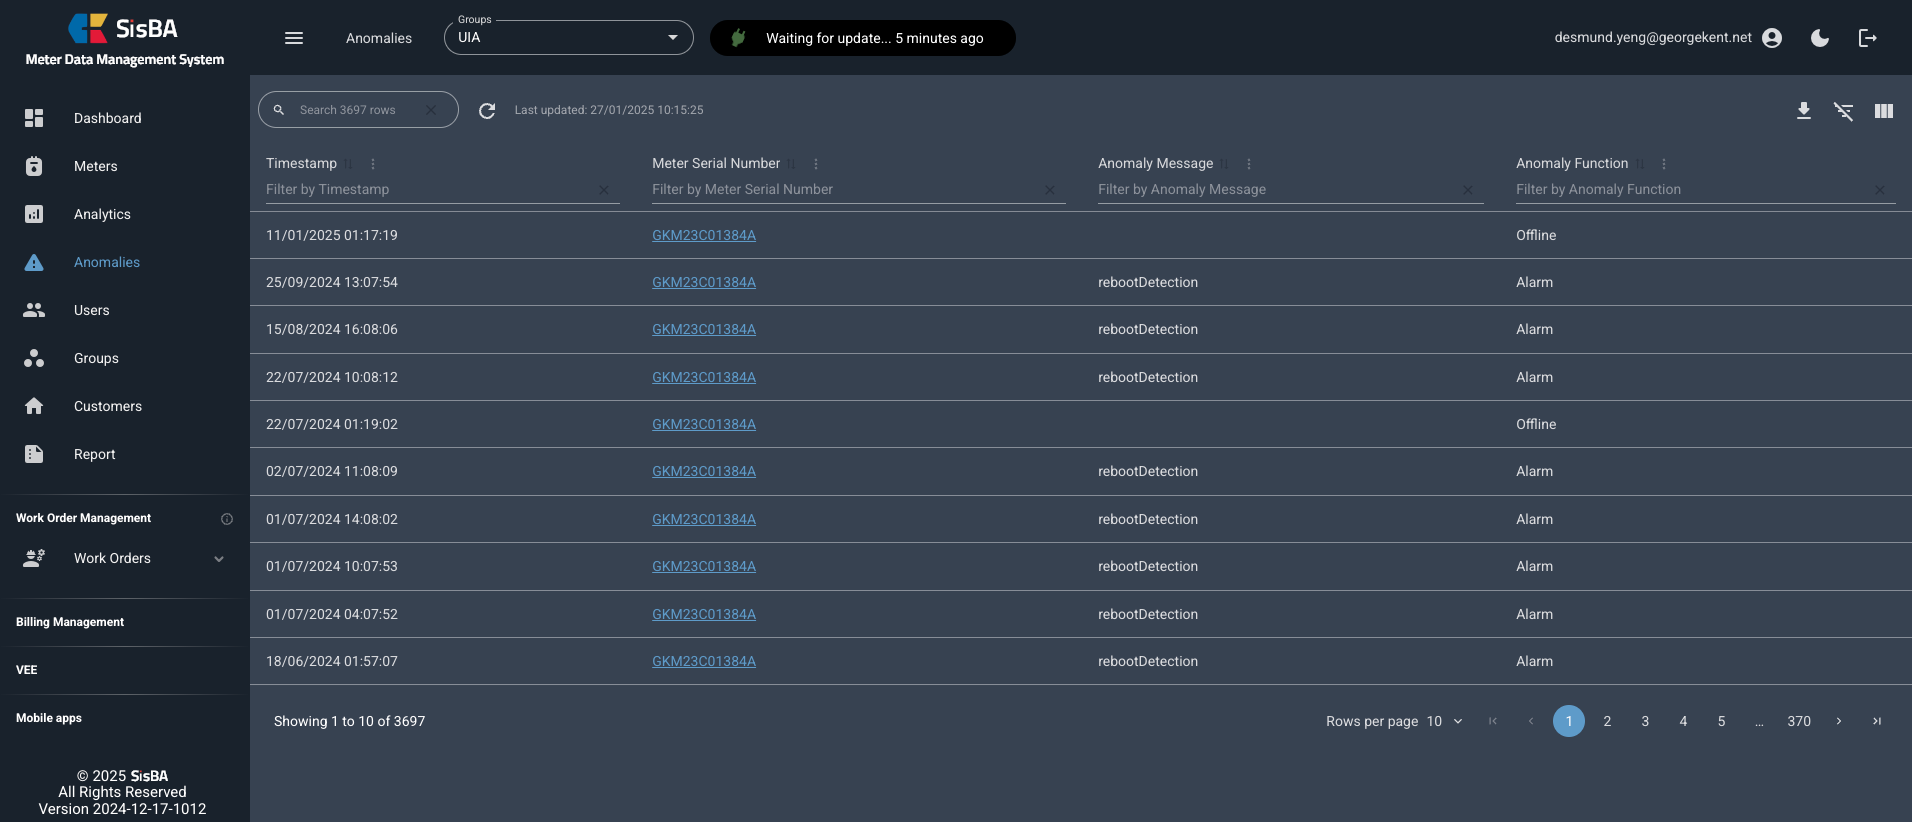 SisBA
Meter Data Management System
Anomalies
Groups
UIA
Waiting for update... 5 minutes ago
desmund.yeng@georgekent.net
Dashboard
Meters
Analytics
Anomalies
Users
Groups
Customers
Report
Work Order Management
Work Orders
Billing Management
VEE
Mobile apps
© 2025 SisBA
All Rights Reserved
Version 2024-12-17-1012
Search 3697 rows
Last updated: 27/01/2025 10:15:25
Timestamp Meter Serial Number Anomaly Message Anomaly Function
Filter by Timestamp Filter by Meter Serial Number Filter by Anomaly Message Filter by Anomaly Function
11/01/2025 01:17:19 GKM23C01384A Offline
25/09/2024 13:07:54 GKM23C01384A rebootDetection Alarm
15/08/2024 16:08:06 GKM23C01384A rebootDetection Alarm
22/07/2024 10:08:12 GKM23C01384A rebootDetection Alarm
22/07/2024 01:19:02 GKM23C01384A Offline
02/07/2024 11:08:09 GKM23C01384A rebootDetection Alarm
01/07/2024 14:08:02 GKM23C01384A rebootDetection Alarm
01/07/2024 10:07:53 GKM23C01384A rebootDetection Alarm
01/07/2024 04:07:52 GKM23C01384A rebootDetection Alarm
18/06/2024 01:57:07 GKM23C01384A rebootDetection Alarm
Showing 1 to 10 of 3697
Rows per page 10 1 2 3 4 5 ... 370